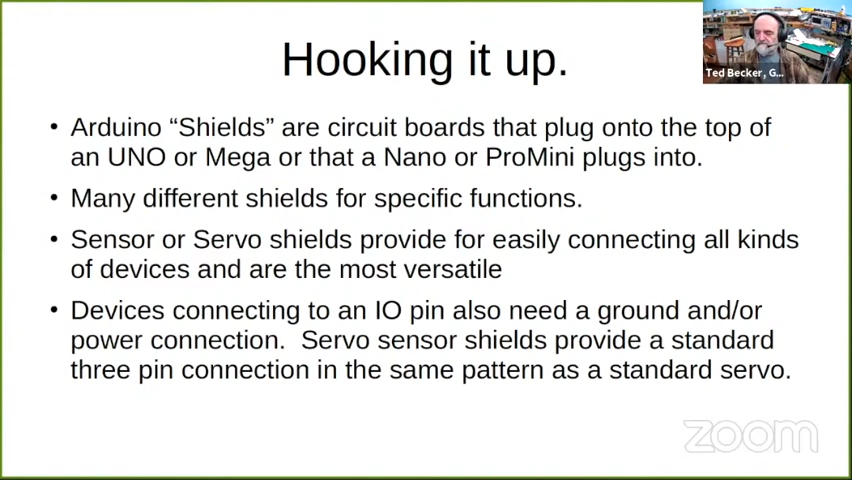 Hooking it up.
Ted Becker, G...
• Arduino “Shields” are circuit boards that plug onto the top of
an UNO or Mega or that a Nano or ProMini plugs into.
• Many different shields for specific functions.
• Sensor or Servo shields provide for easily connecting all kinds
of devices and are the most versatile
• Devices connecting to an IO pin also need a ground and/or
power connection.  Servo sensor shields provide a standard
three pin connection in the same pattern as a standard servo.
zoom